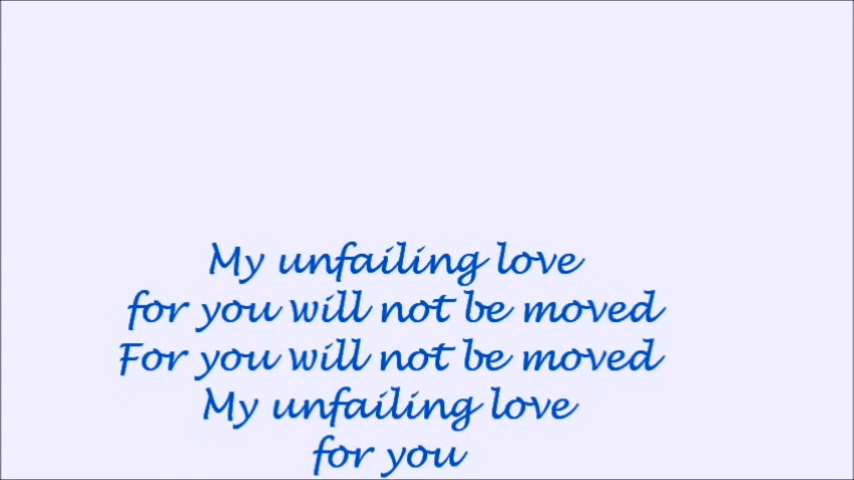 My unfailing love
for you will not be moved
For you will not be moved
My unfailing love
for you